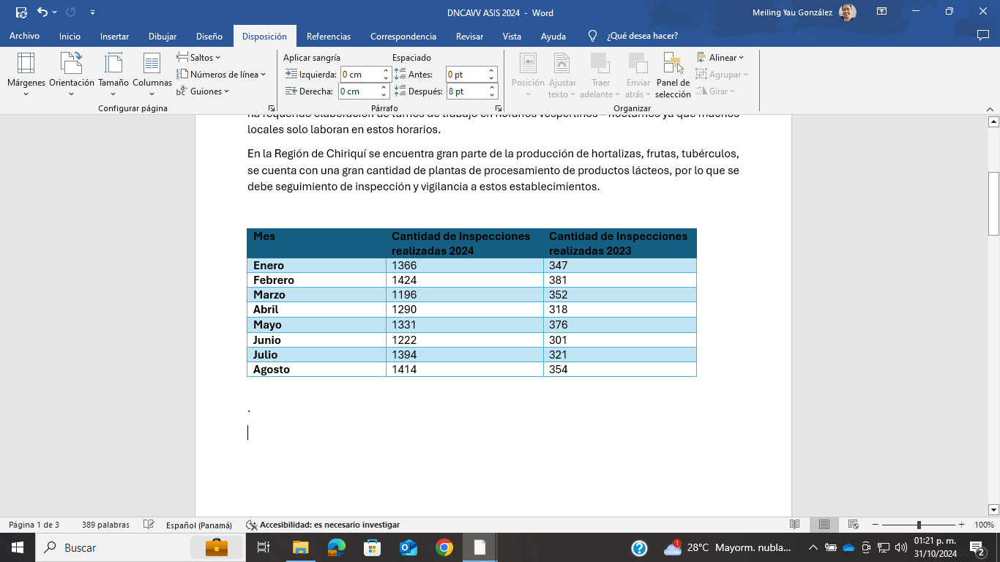 DNCAVV ASIS 2024 - Word
Meiling Yau González
Archivo Inicio Insertar Dibujar Diseño Disposición Referencias Correspondencia Revisar Vista Ayuda ¿Qué desea hacer?
Márgenes Orientación Tamaño Columnas
Saltos
Números de línea
Guiones
Configurar página
Aplicar sangría Espaciado
Izquierda: 0 cm Antes: 0 pt
Derecha: 0 cm Después: 8 pt
Párrafo
Posición Ajustar texto Traer adelante Enviar atrás Panel de selección
Alinear
Agrupar
Girar
Organizar
ha requerido elaboración de turnos de trabajo en horarios vespertinos – nocturnos ya que muchos
locales solo laboran en estos horarios.
En la Región de Chiriquí se encuentra gran parte de la producción de hortalizas, frutas, tubérculos,
se cuenta con una gran cantidad de plantas de procesamiento de productos lácteos, por lo que se
debe seguimiento de inspección y vigilancia a estos establecimientos.
Mes Cantidad de Inspecciones realizadas 2024 Cantidad de Inspecciones realizadas 2023
Enero 1366 347
Febrero 1424 381
Marzo 1196 352
Abril 1290 318
Mayo 1331 376
Junio 1222 301
Julio 1394 321
Agosto 1414 354
.
Página 1 de 3 389 palabras Español (Panamá) Accesibilidad: es necesario investigar 100%
Buscar 1 28°C Mayorm. nubla... 01:21 p. m.
31/10/2024 2